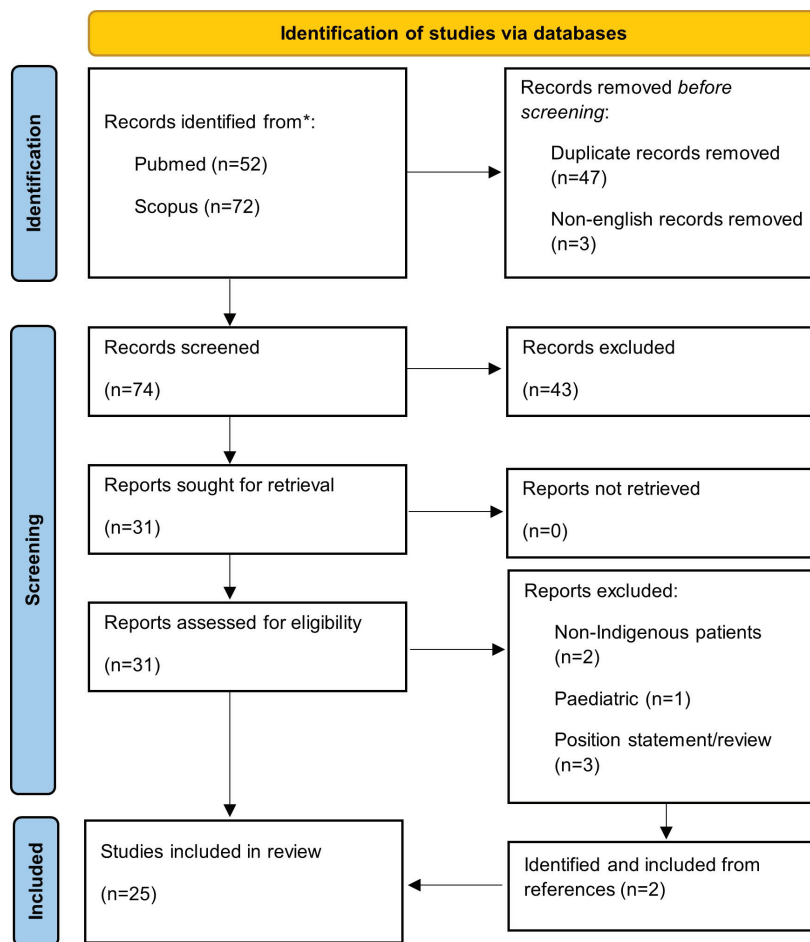 Identification of studies via databases
Identification
Records identified from*:
Pubmed (n=52)
Scopus (n=72)
Records removed before
screening:
Duplicate records removed
(n=47)
Non-english records removed
(n=3)
Screening
Records screened
(n=74)
Records excluded
(n=43)
Reports sought for retrieval
(n=31)
Reports not retrieved
(n=0)
Reports assessed for eligibility
(n=31)
Reports excluded:
Non-Indigenous patients
(n=2)
Paediatric (n=1)
Position statement/review
(n=3)
Included
Studies included in review
(n=25)
Identified and included from
references (n=2)